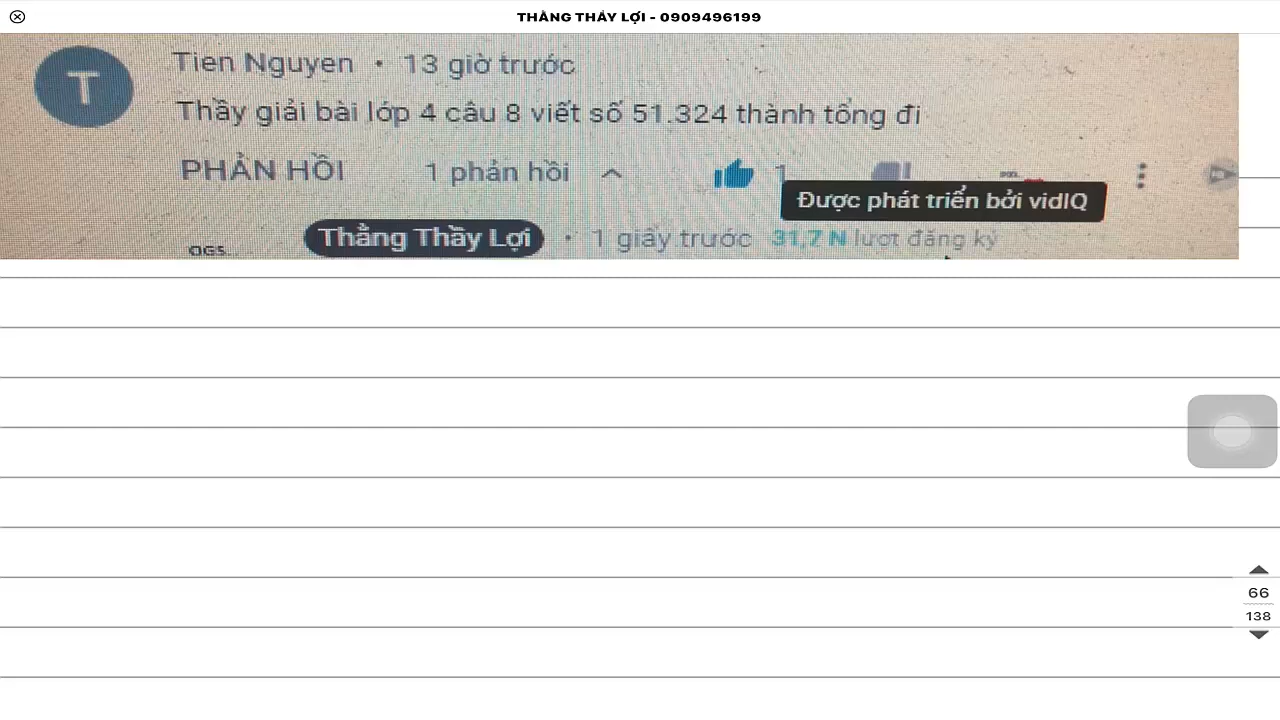 THẮNG THẦY LỢI - 0909496199
T
Tien Nguyen • 13 giờ trước
Thầy giải bài lớp 4 câu 8 viết số 51.324 thành tổng đi
PHẢN HỒI 1 phản hồi 1
Được phát triển bởi vidIQ
Thắng Thầy Lợi • 1 giây trước 31,7 N lượt đăng ký
66
138